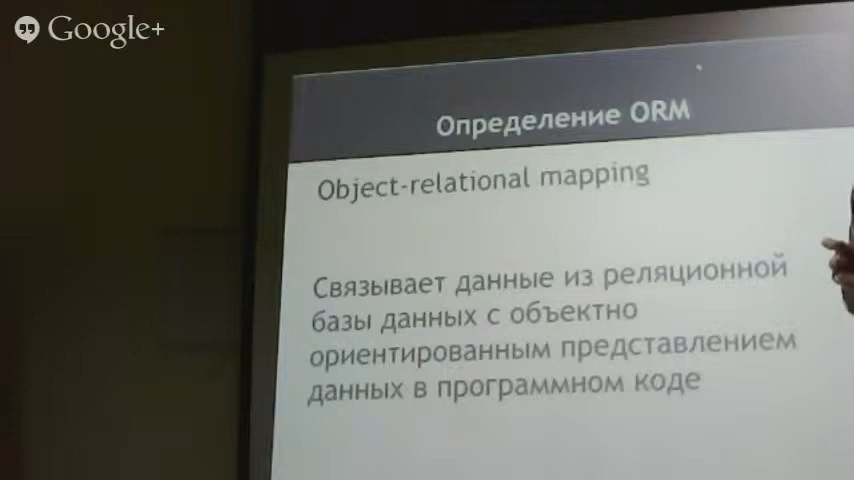 Google+
Определение ORM
Object-relational mapping
Связывает данные из реляционной
базы данных с объектно
ориентированным представлением
данных в программном коде